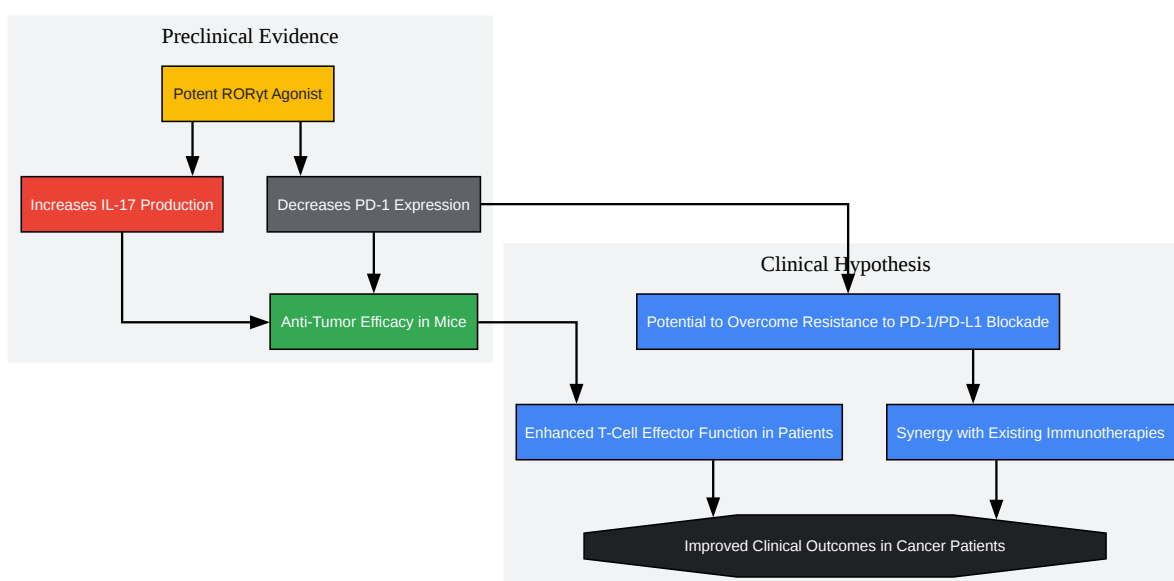 Preclinical Evidence
Potent RORγt Agonist
Increases IL-17 Production
Decreases PD-1 Expression
Anti-Tumor Efficacy in Mice
Clinical Hypothesis
Potential to Overcome Resistance to PD-1/PD-L1 Blockade
Enhanced T-Cell Effector Function in Patients
Synergy with Existing Immunotherapies
Improved Clinical Outcomes in Cancer Patients